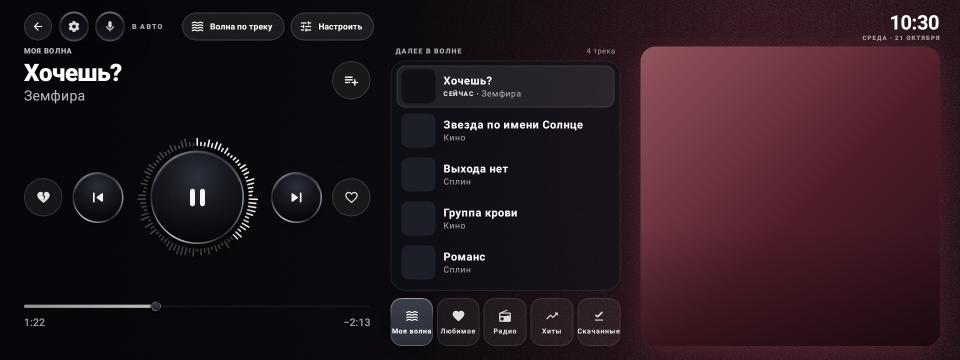 В АВТО
Волна по треку
Настроить
10:30
СРЕДА · 21 ОКТЯБРЯ
МОЯ ВОЛНА
Хочешь?
Земфира
1:22
−2:13
ДАЛЕЕ В ВОЛНЕ
4 трека
Хочешь?
СЕЙЧАС · Земфира
Звезда по имени Солнце
Кино
Выхода нет
Сплин
Группа крови
Кино
Романс
Сплин
Моя волна
Любимое
Радио
Хиты
Скачанные